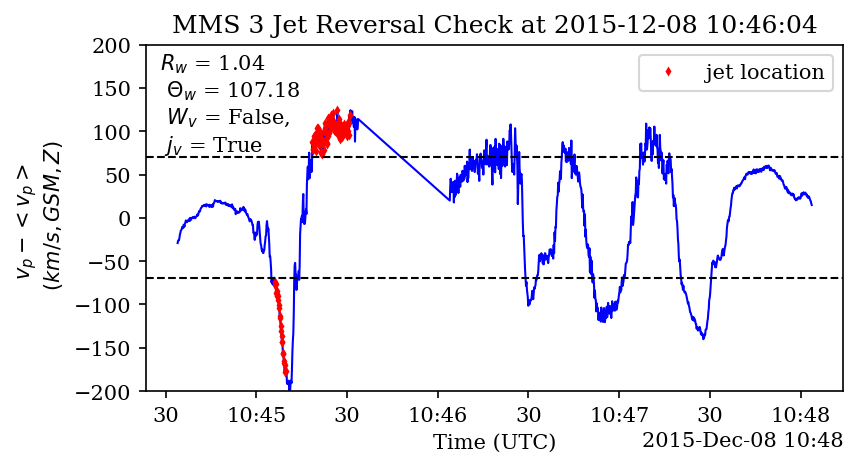 MMS 3 Jet Reversal Check at 2015-12-08 10:46:04
R_w = 1.04
Θ_w = 107.18
W_v = False,
j_v = True
jet location
200
150
100
50
0
−50
−100
−150
−200
v_p − <v_p>
(km/s, GSM, Z)
30 10:45 30 10:46 30 10:47 30 10:48
Time (UTC)
2015-Dec-08 10:48